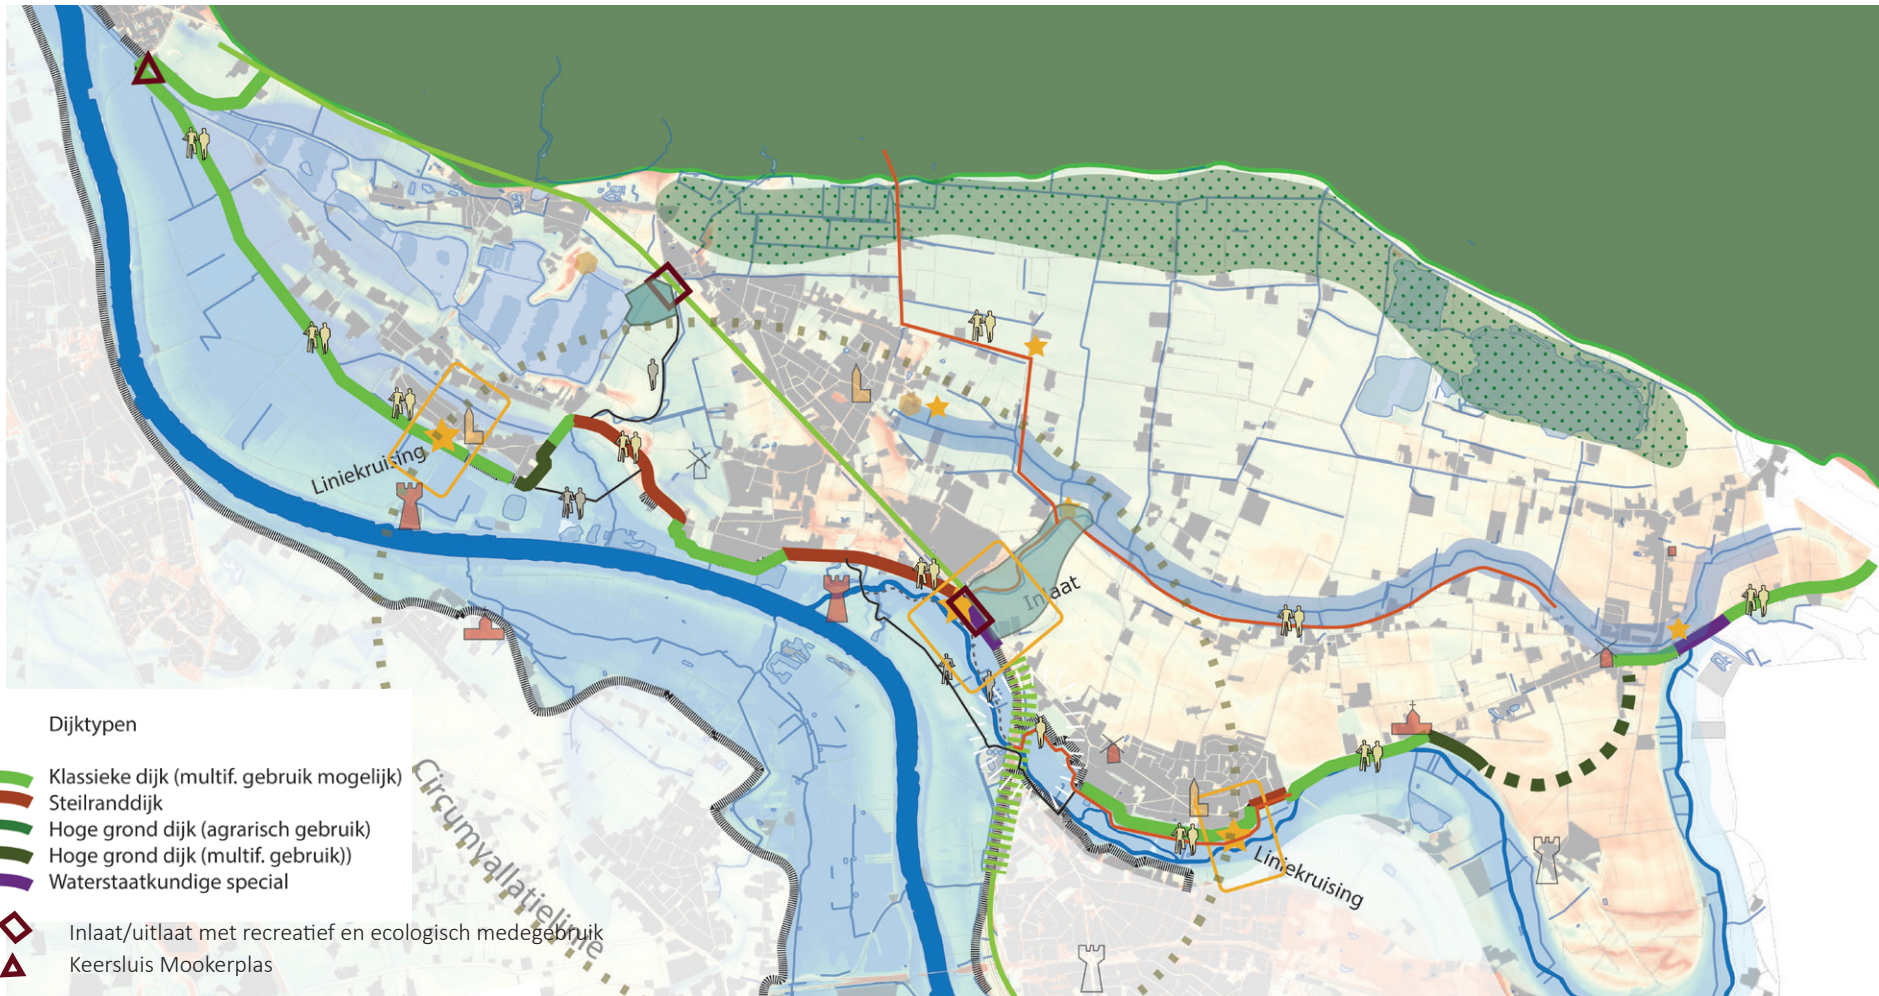 Liniekruising
Inlaat
Liniekruising
Circumvallatielinie
Dijktypen
Klassieke dijk (multif. gebruik mogelijk)
Steilranddijk
Hoge grond dijk (agrarisch gebruik)
Hoge grond dijk (multif. gebruik))
Waterstaatkundige special
Inlaat/uitlaat met recreatief en ecologisch medegebruik
Keersluis Mookerplas